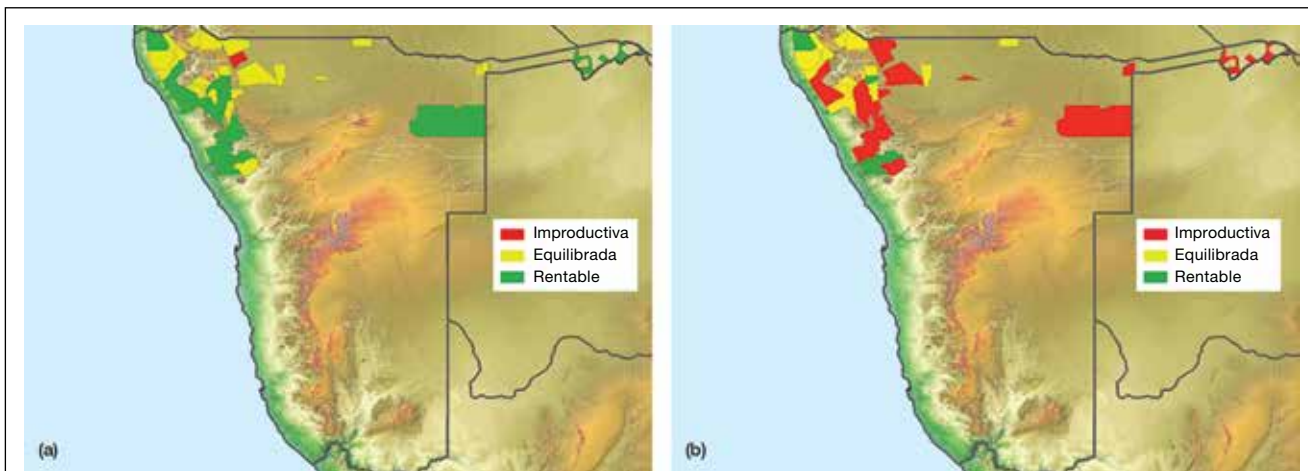 Improductiva
Equilibrada
Rentable
(a)
Improductiva
Equilibrada
Rentable
(b)